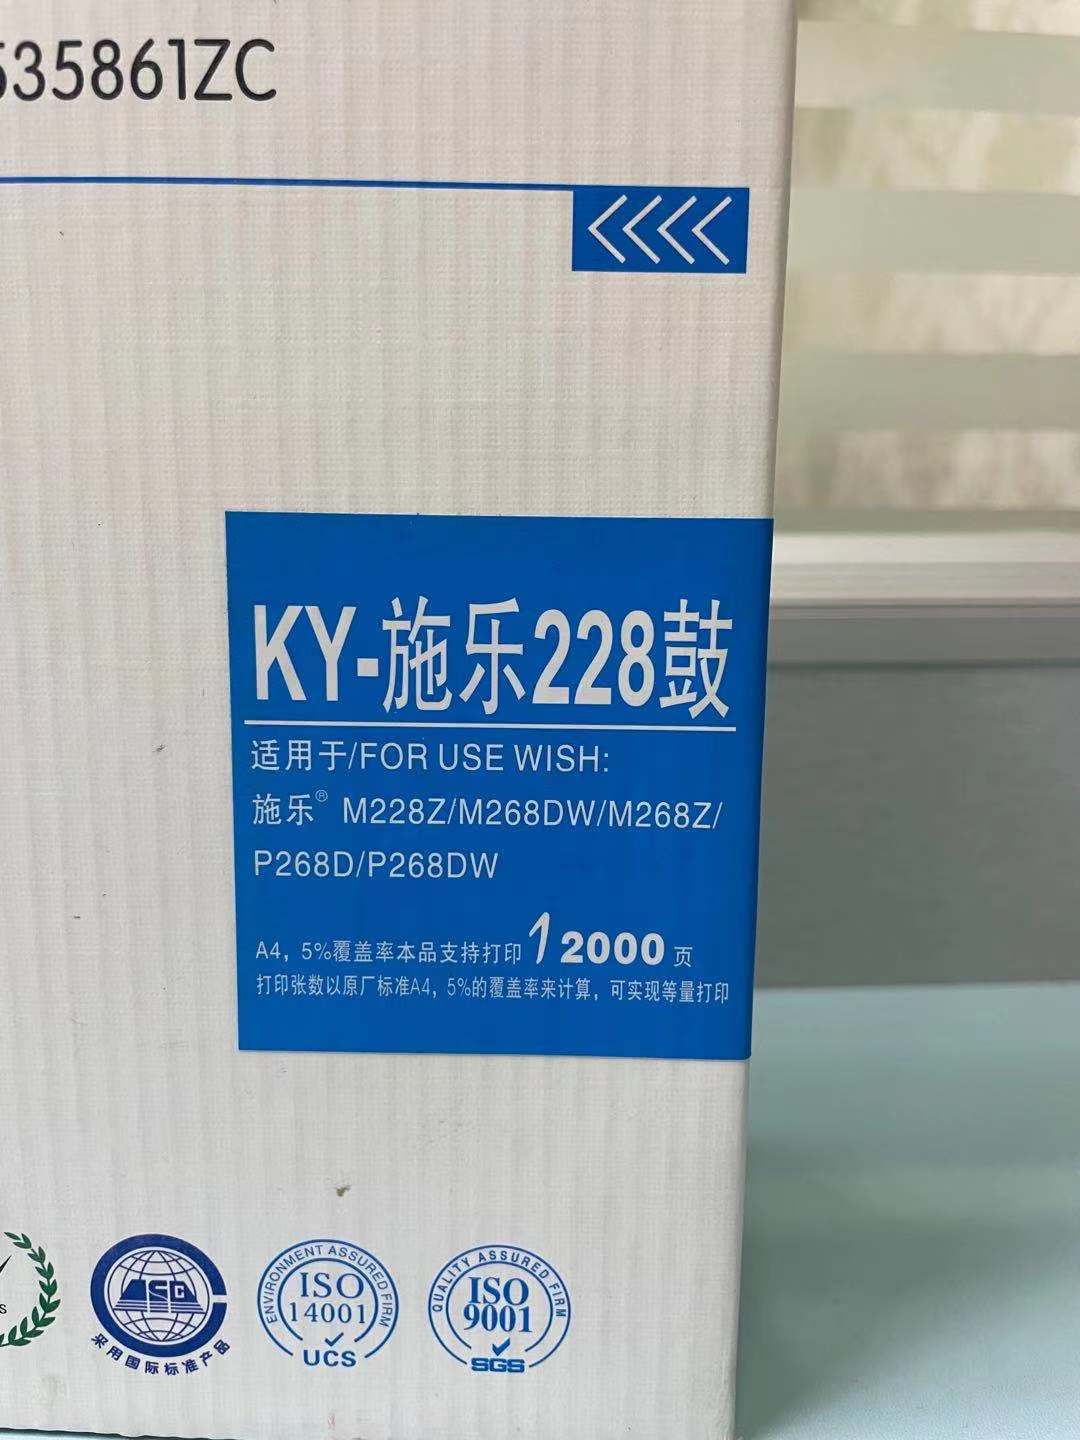 535861ZC
KY-施乐228鼓
适用于/FOR USE WISH:
施乐® M228Z/M268DW/M268Z/
P268D/P268DW
A4, 5%覆盖率本品支持打印12000页
打印张数以原厂标准A4, 5%的覆盖率来计算, 可实现等量打印
S
采用国际标准产品
ENVIRONMENT ASSURED FIRM
ISO
14001
UCS
QUALITY ASSURED FIRM
ISO
9001
SGS